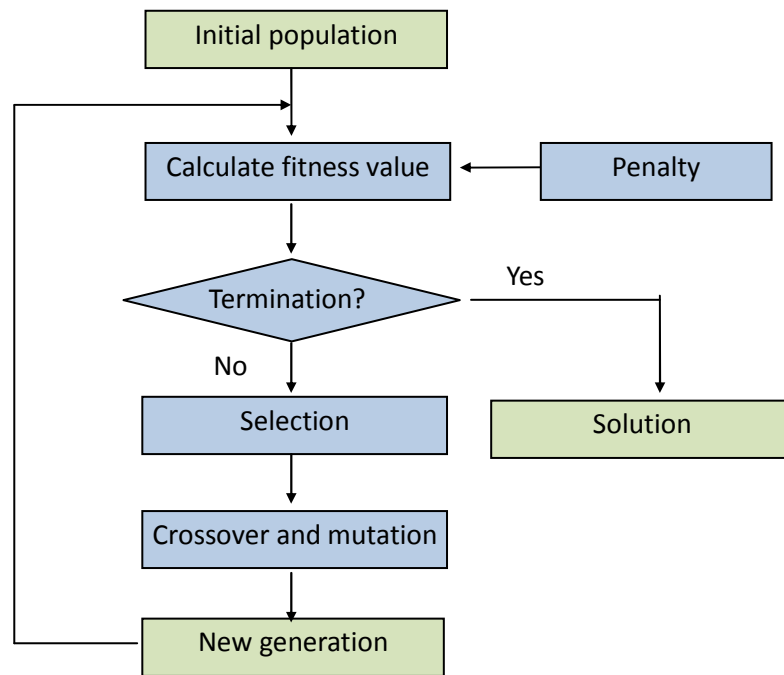 Initial population
Calculate fitness value
Penalty
Termination?
Yes
No
Selection
Solution
Crossover and mutation
New generation